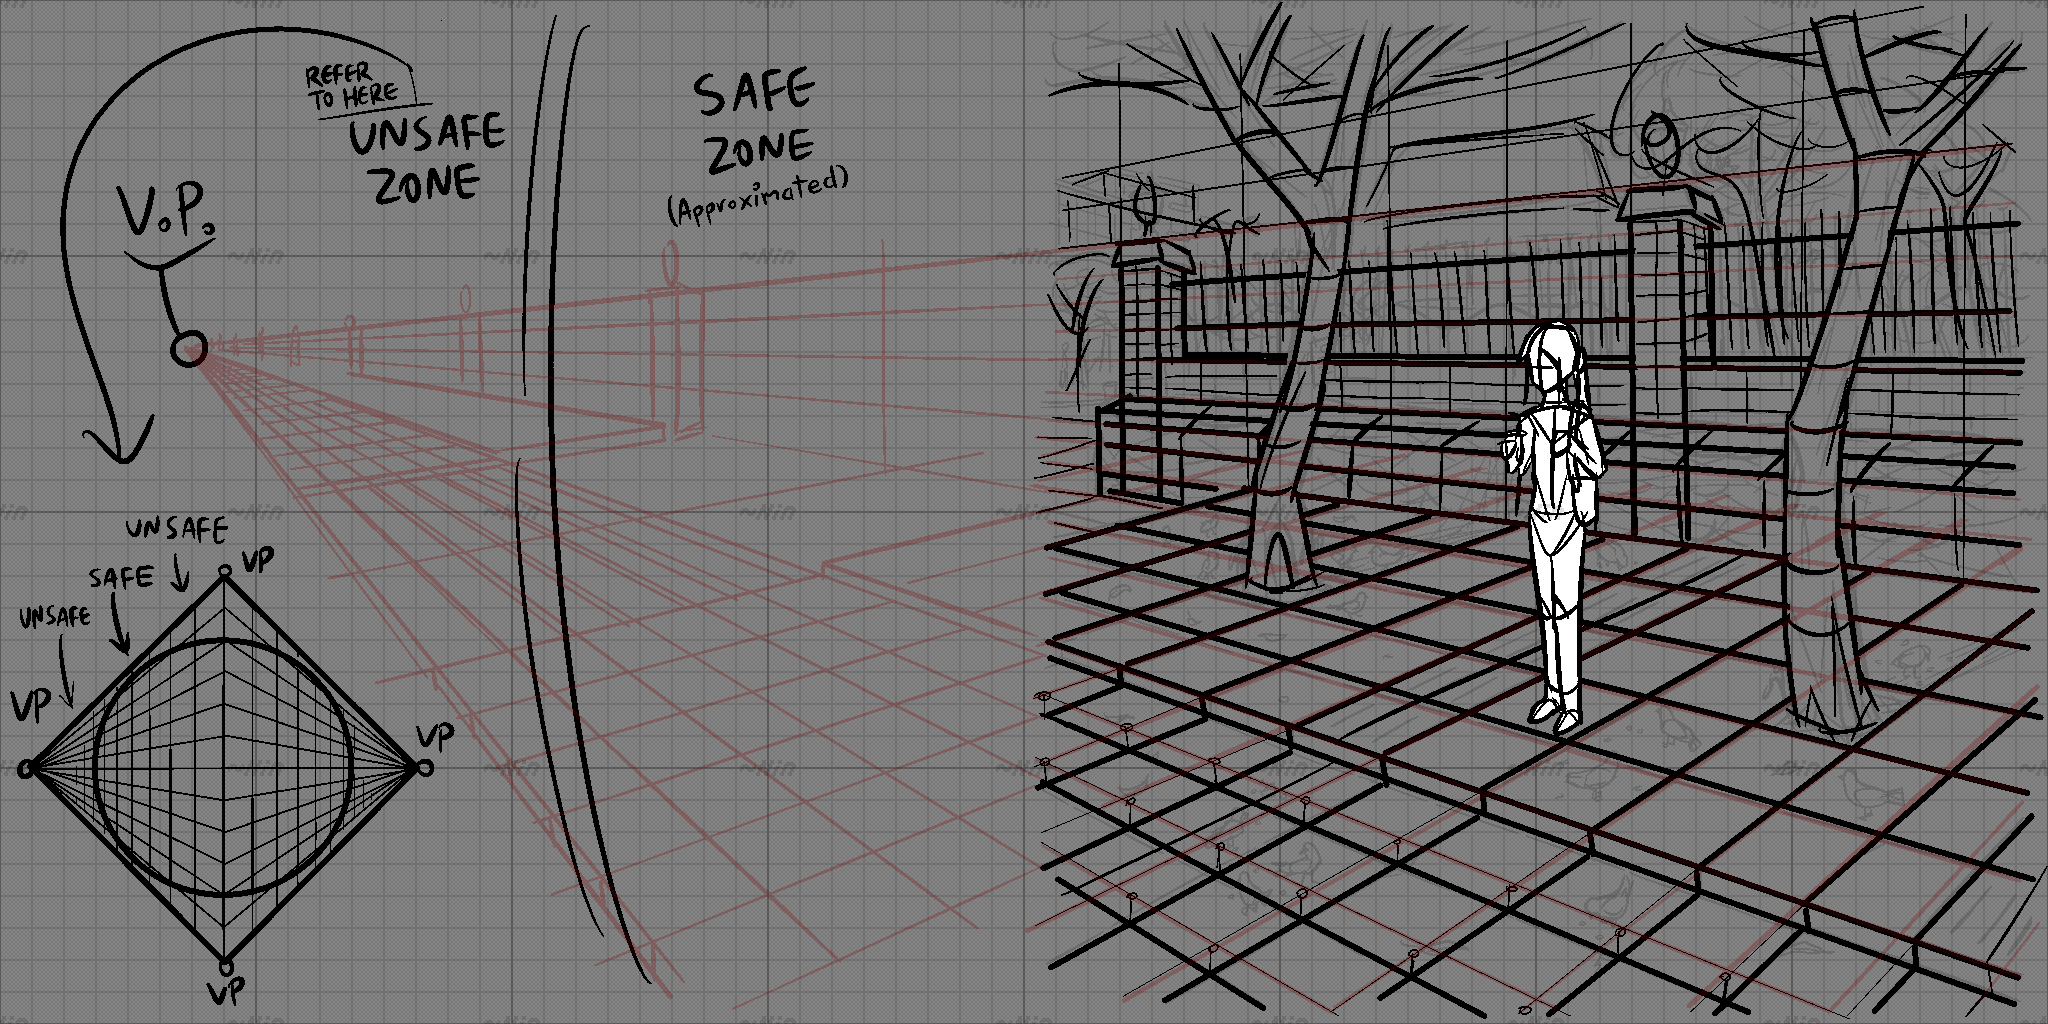 REFER
TO HERE
UNSAFE
ZONE
SAFE
ZONE
(Approximated)
V.P.
UNSAFE
SAFE
VP
UNSAFE
VP
VP
VP